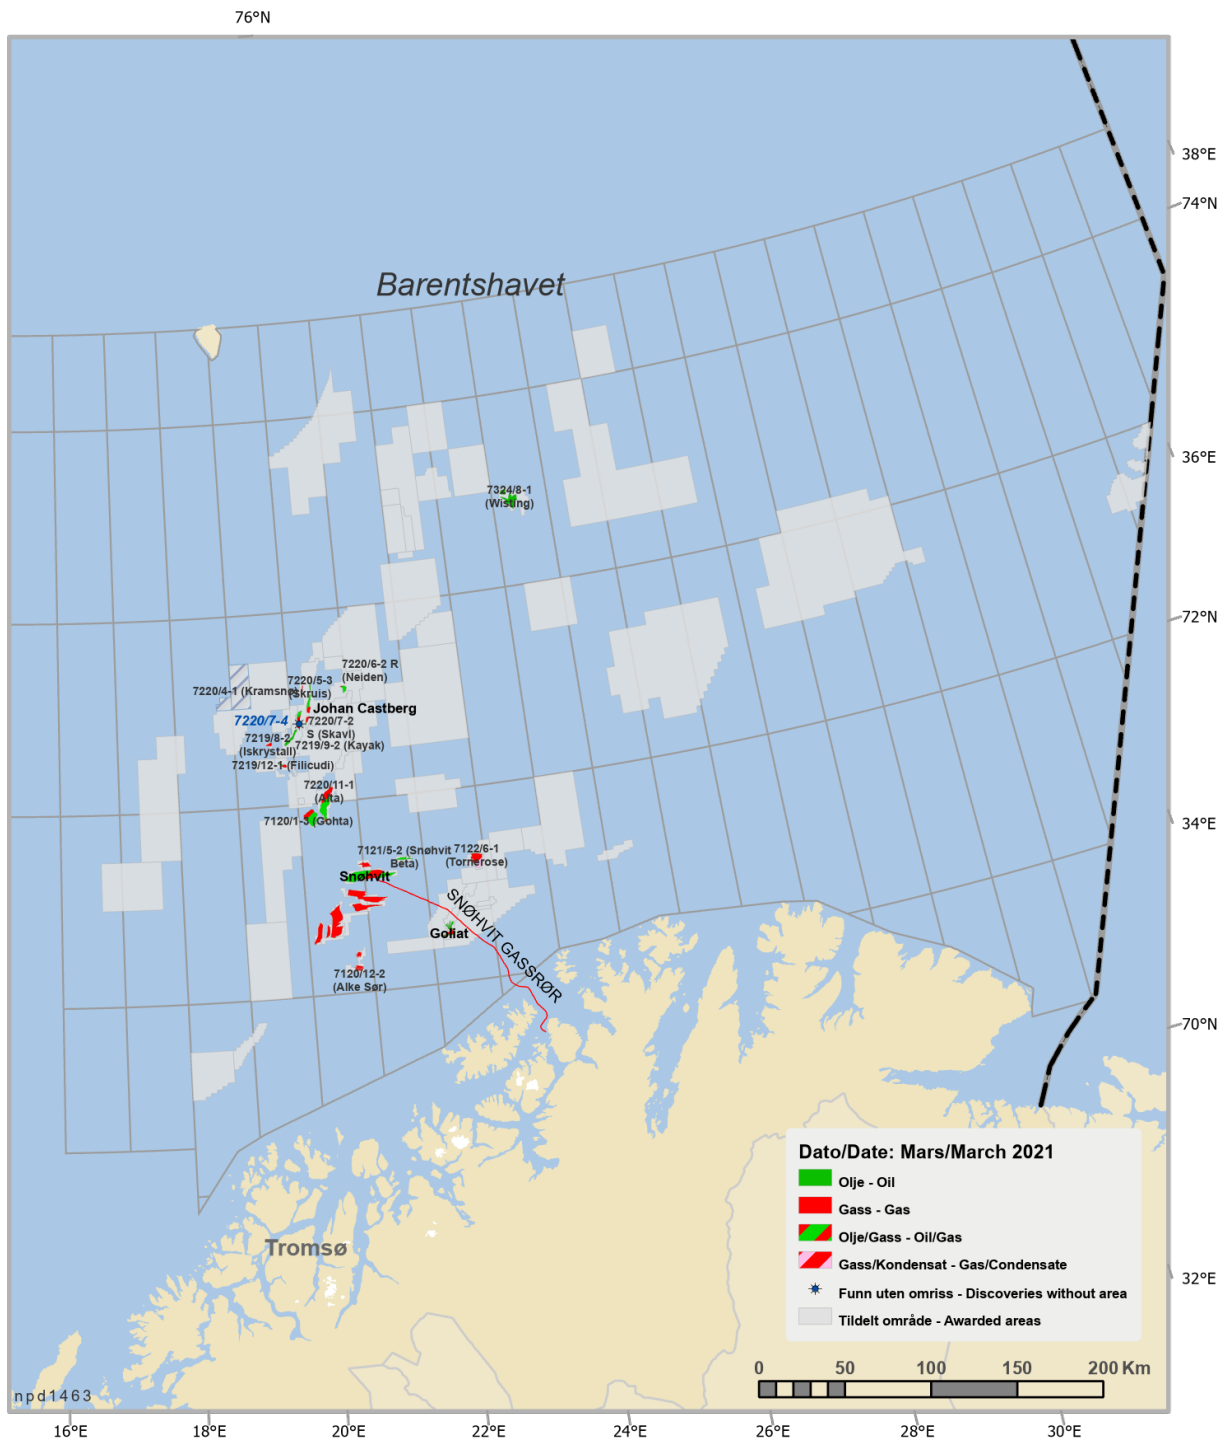 76°N
38°E
74°N
Barentshavet
36°E
7324/8-1
(Wisting)
72°N
7220/6-2 R
(Neiden)
7220/5-3
(Skruis)
7220/4-1 (Kramsnø)
Johan Castberg
7220/7-4
7220/7-2
S (Skavl)
7219/8-2
(Iskrystall)
7219/9-2 (Kayak)
7219/12-1 (Filicudi)
7220/11-1
(Alta)
7120/1-3 (Gohta)
34°E
7121/5-2 (Snøhvit
Beta)
7122/6-1
(Tornerose)
Snøhvit
SNØHVIT GASSRØR
Goliat
7120/12-2
(Alke Sør)
70°N
Dato/Date: Mars/March 2021
Olje - Oil
Gass - Gas
Olje/Gass - Oil/Gas
Gass/Kondensat - Gas/Condensate
Funn uten omriss - Discoveries without area
Tildelt område - Awarded areas
Tromsø
32°E
0 50 100 150 200 Km
npd1463
16°E 18°E 20°E 22°E 24°E 26°E 28°E 30°E